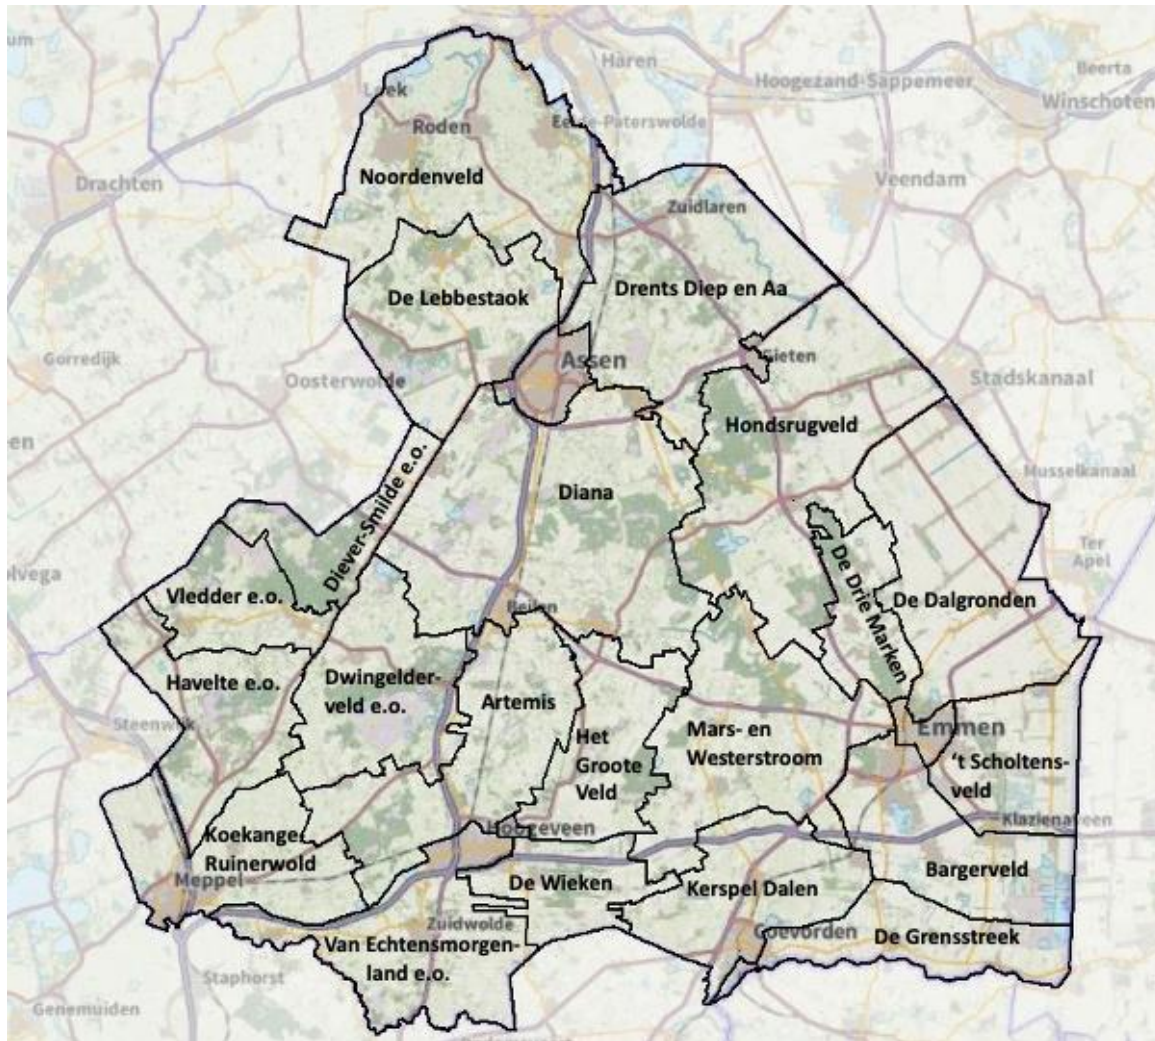 Haren
Hoogezand-Sappemeer
Beerta
Leek
Winschoten
Roden
Eelde-Paterswolde
Drachten
Noordenveld
Veendam
Zuidlaren
De Lebbestaok
Drents Diep en Aa
Gorredijk
Assen
Gieten
Oosterwolde
Stadskanaal
Hondsrugveld
Diever-Smilde e.o.
Musselkanaal
Diana
Ter
Apel
De Drie Marken
Vledder e.o.
Beilen
De Dalgronden
Havelte e.o.
Dwingelder-
veld e.o.
Artemis
Steenwijk
Het
Groote
Veld
Mars- en
Westerstroom
Emmen
't Scholtens-
veld
Hoogeveen
Klazienaveen
Koekange
Ruinerwold
Meppel
De Wieken
Kerspel Dalen
Bargerveld
Zuidwolde
Coevorden
De Grensstreek
Van Echtensmorgen-
land e.o.
Staphorst
Genemuiden